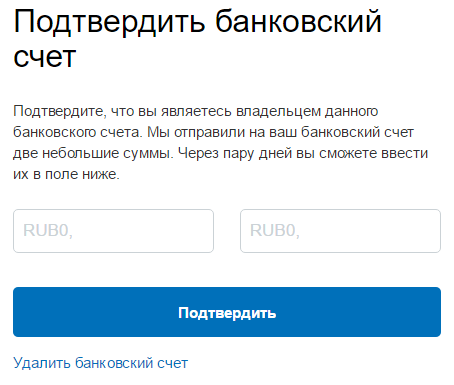 Подтвердить банковский
счет
Подтвердите, что вы являетесь владельцем данного
банковского счета. Мы отправили на ваш банковский счет
две небольшие суммы. Через пару дней вы сможете ввести
их в поле ниже.
RUB0, RUB0,
Подтвердить
Удалить банковский счет